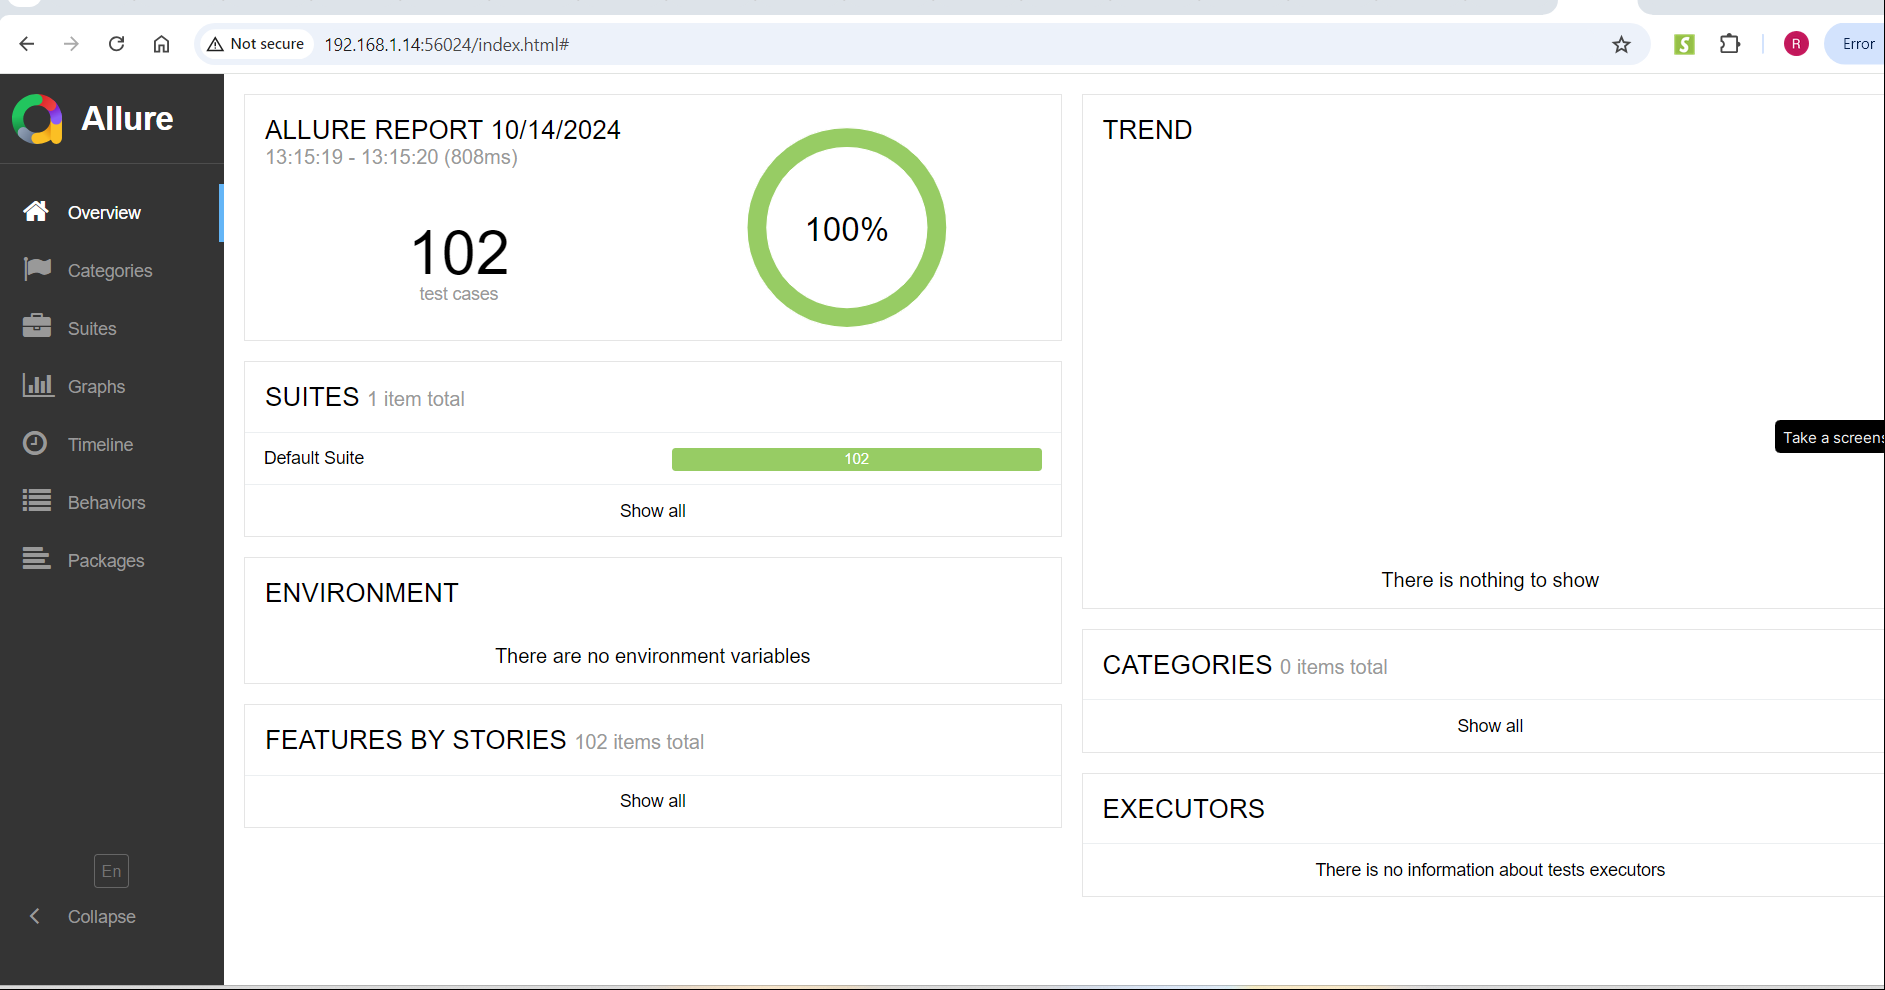 Not secure
192.168.1.14:56024/index.html#
R
Error
Allure
Overview
Categories
Suites
Graphs
Timeline
Behaviors
Packages
En
Collapse
ALLURE REPORT 10/14/2024
13:15:19 - 13:15:20 (808ms)
102
test cases
100%
SUITES 1 item total
Default Suite
102
Show all
ENVIRONMENT
There are no environment variables
FEATURES BY STORIES 102 items total
Show all
TREND
There is nothing to show
Take a screens
CATEGORIES 0 items total
Show all
EXECUTORS
There is no information about tests executors